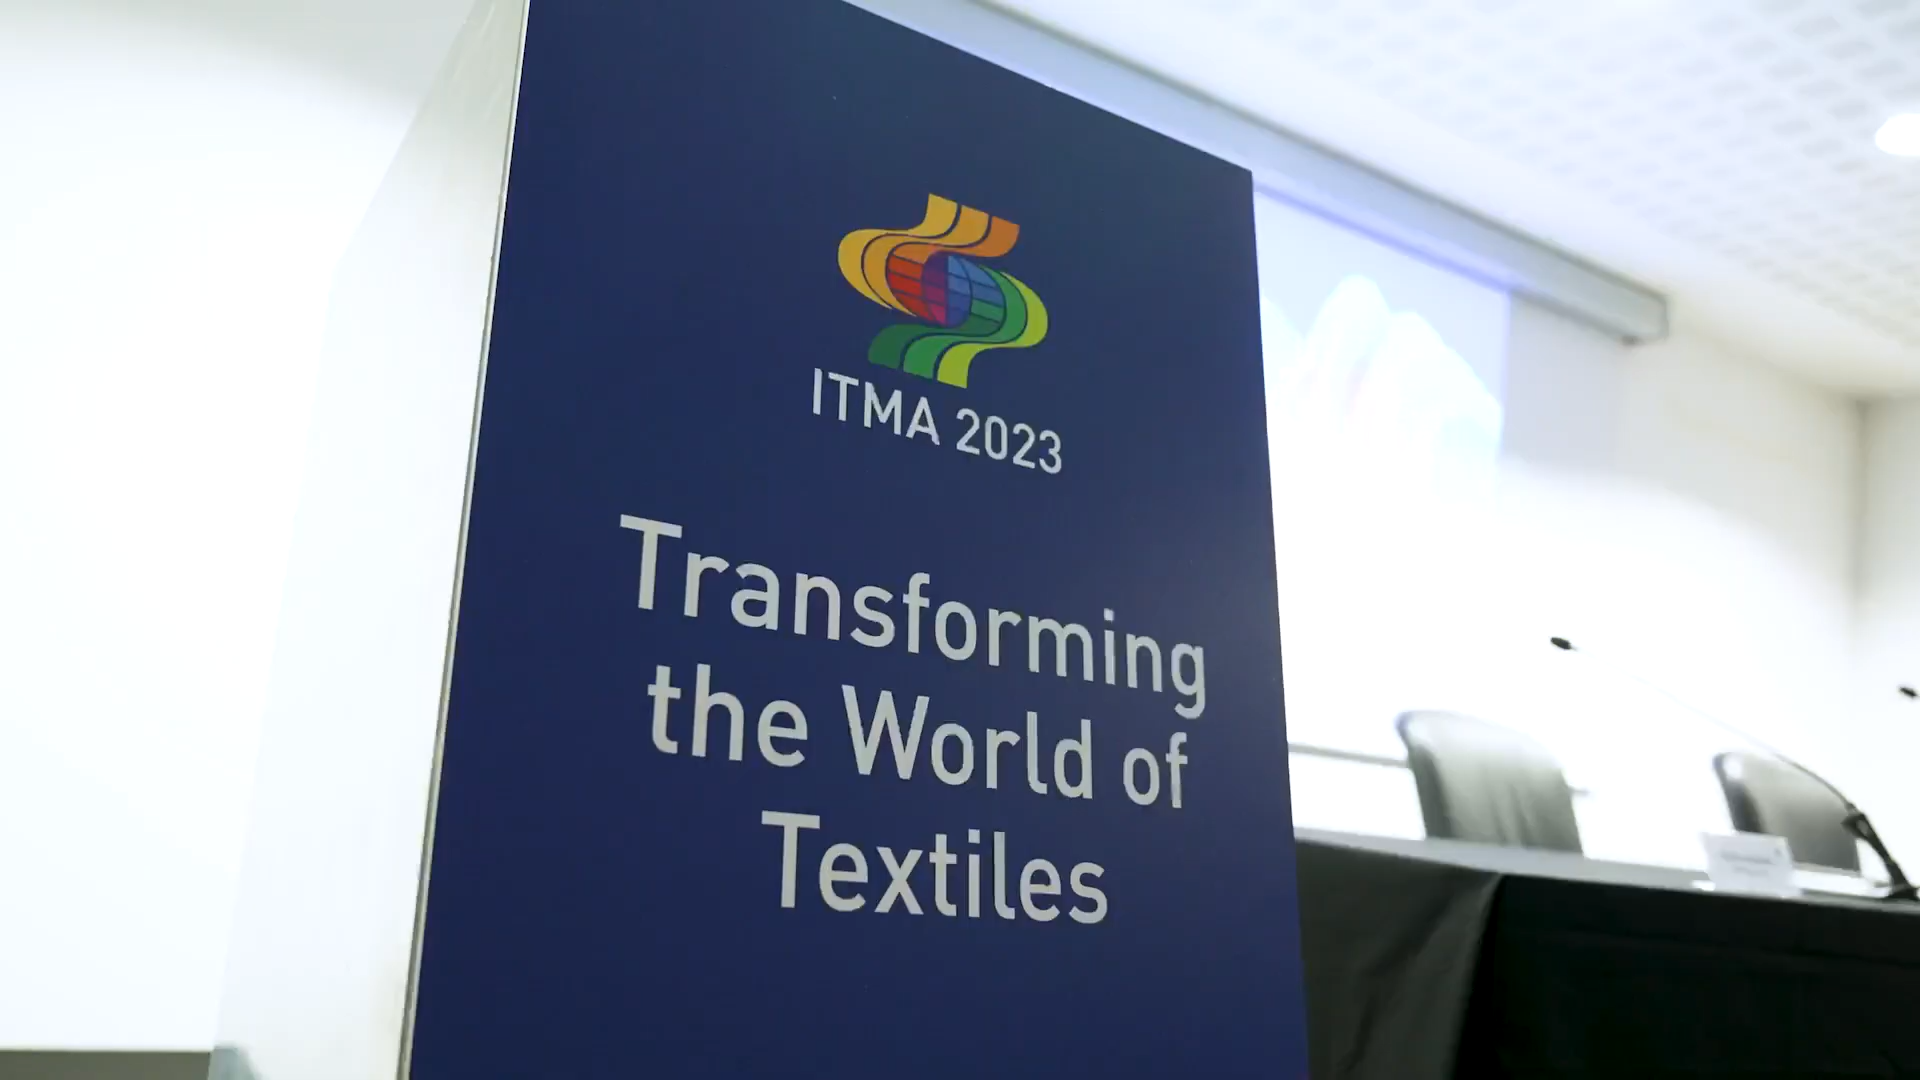 ITMA 2023
Transforming
the World of
Textiles